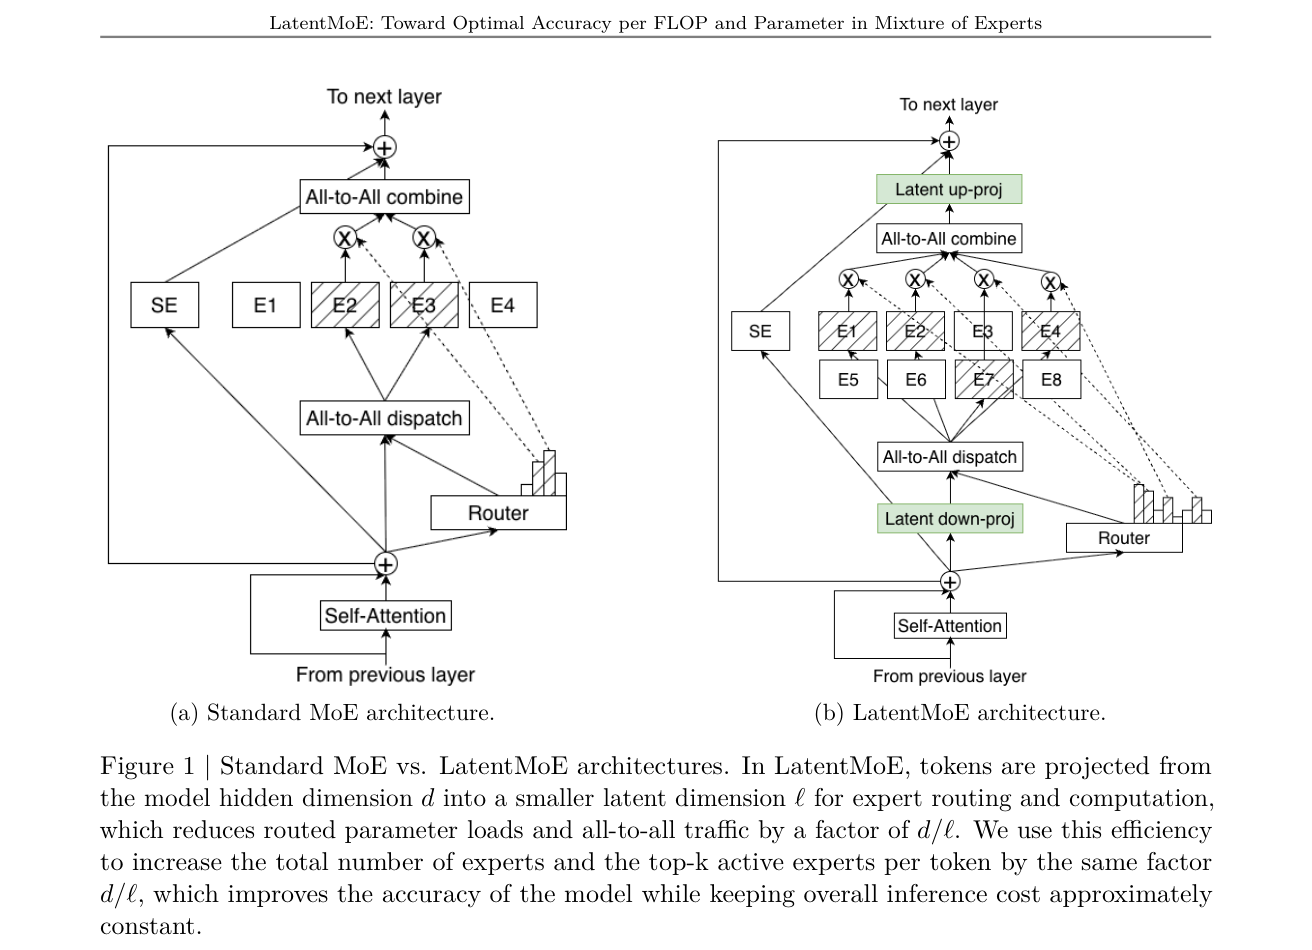 LatentMoE: Toward Optimal Accuracy per FLOP and Parameter in Mixture of Experts
To next layer
+
All-to-All combine
X X
SE E1 E2 E3 E4
All-to-All dispatch
Router
+
Self-Attention
From previous layer
(a) Standard MoE architecture.
To next layer
+
Latent up-proj
All-to-All combine
X X X X
SE E1 E2 E3 E4
E5 E6 E7 E8
All-to-All dispatch
Latent down-proj
Router
+
Self-Attention
From previous layer
(b) LatentMoE architecture.
Figure 1 | Standard MoE vs. LatentMoE architectures. In LatentMoE, tokens are projected from
the model hidden dimension d into a smaller latent dimension ℓ for expert routing and computation,
which reduces routed parameter loads and all-to-all traffic by a factor of d/ℓ. We use this efficiency
to increase the total number of experts and the top-k active experts per token by the same factor
d/ℓ, which improves the accuracy of the model while keeping overall inference cost approximately
constant.